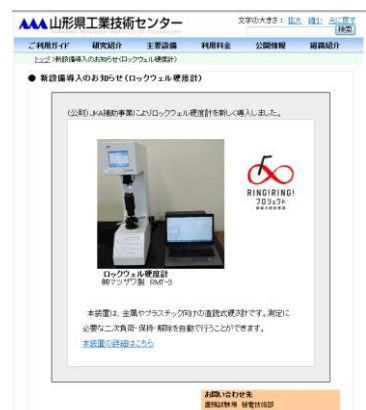 山形県工業技術センター
文字の大きさ： 拡大 縮小 元に戻す
検索
ご利用ガイド 研究紹介 主要設備 利用料金 公開情報 組織紹介
トップ >新設備導入のお知らせ(ロックウェル硬度計)
● 新設備導入のお知らせ(ロックウェル硬度計)
(公財)JKA補助事業によりロックウェル硬度計を新しく導入しました。
RING!RING!
プロジェクト
ロックウェル硬度計
㈱マツザワ製 RMT-3
本装置は、金属やプラスチック向けの直読式硬さ計です。測定に
必要な二次負荷・保持・解除を自動で行うことができます。
本装置の詳細はこちら
お問い合わせ先
置賜試験場 機電技術部